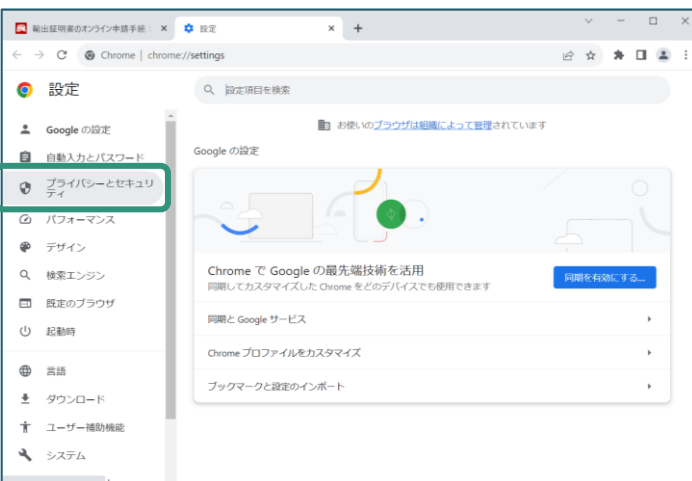 輸出証明書のオンライン申請手続
設定
Chrome | chrome://settings
設定
設定項目を検索
お使いのブラウザは組織によって管理されています
Google の設定
自動入力とパスワード
プライバシーとセキュリ
ティ
パフォーマンス
デザイン
検索エンジン
既定のブラウザ
起動時
言語
ダウンロード
ユーザー補助機能
システム
Google の設定
Chrome で Google の最先端技術を活用
同期してカスタマイズした Chrome をどのデバイスでも使用できます
同期を有効にする...
同期と Google サービス
Chrome プロファイルをカスタマイズ
ブックマークと設定のインポート